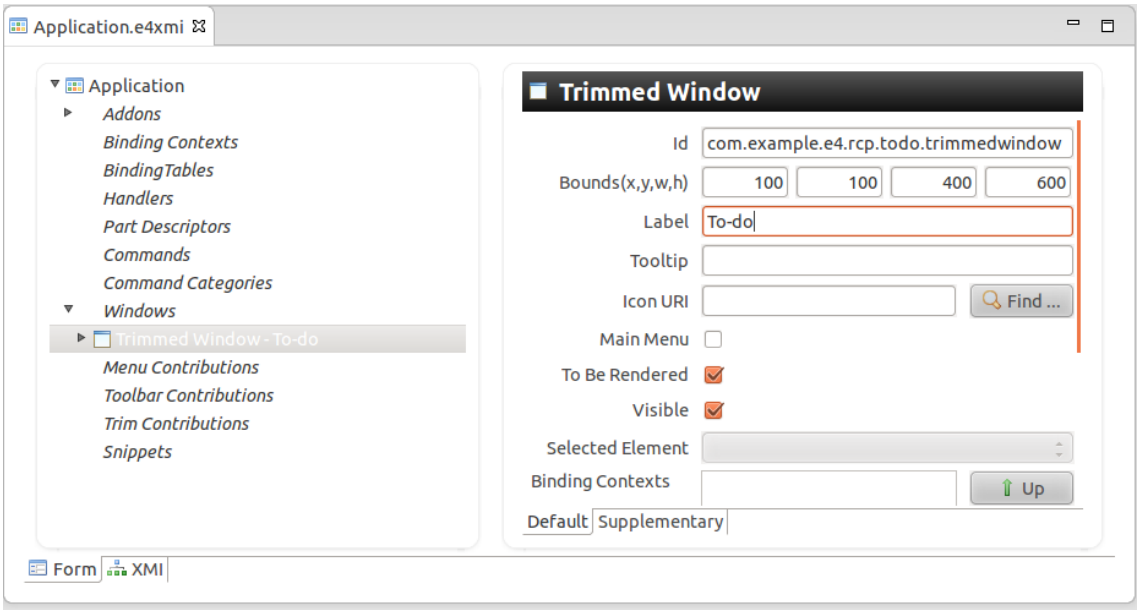 Application.e4xmi
Application
Addons
Binding Contexts
BindingTables
Handlers
Part Descriptors
Commands
Command Categories
Windows
Trimmed Window - To-do
Menu Contributions
Toolbar Contributions
Trim Contributions
Snippets
Trimmed Window
Id com.example.e4.rcp.todo.trimmedwindow
Bounds(x,y,w,h) 100 100 400 600
Label To-do
Tooltip
Icon URI Find ...
Main Menu
To Be Rendered
Visible
Selected Element
Binding Contexts Up
Default Supplementary
Form XMI